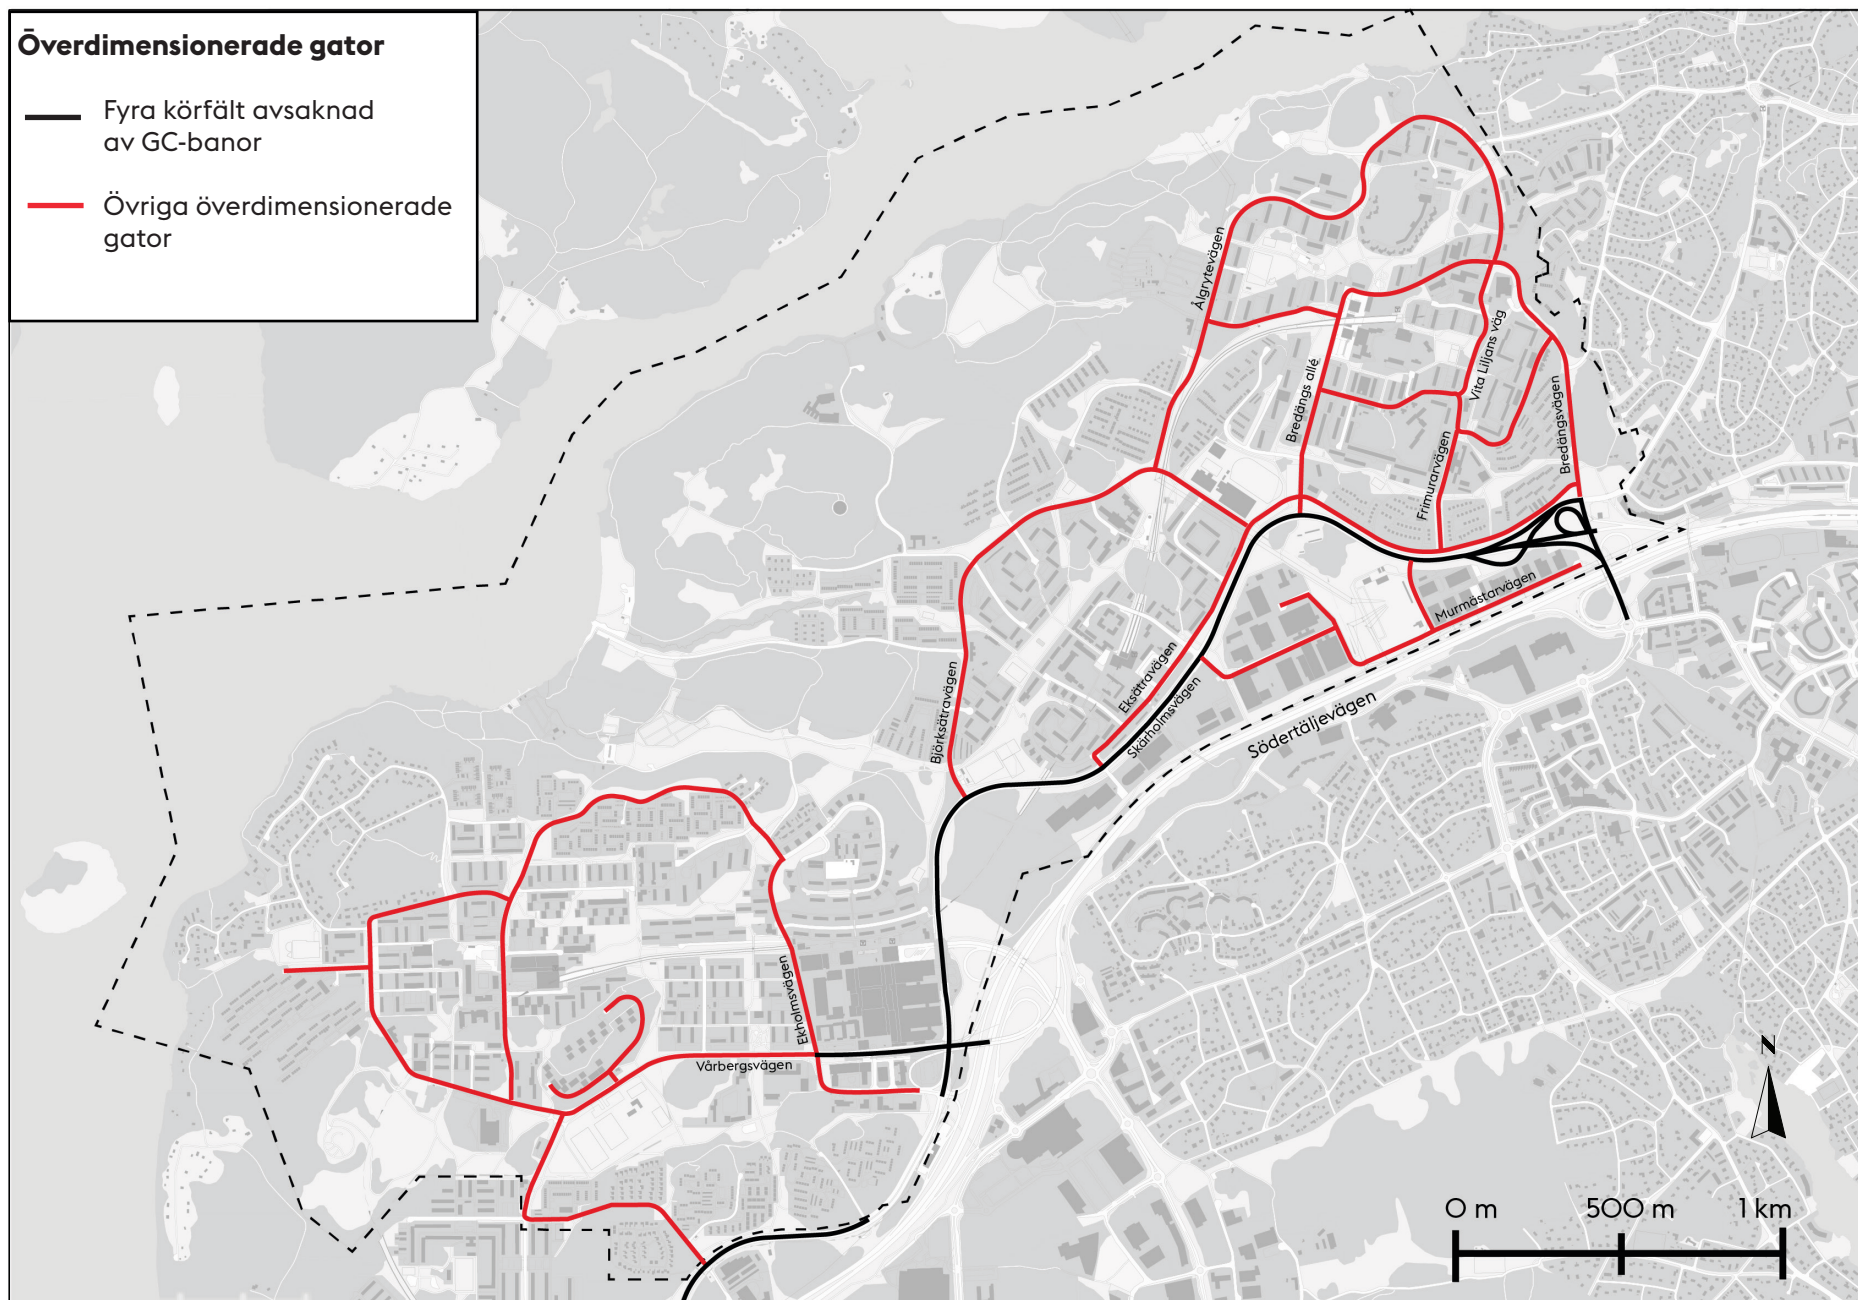 Överdimensionerade gator
Fyra körfält avsaknad
av GC-banor
Övriga överdimensionerade
gator
Ålgrytevägen
Vita Liljans väg
Bredängs allé
Bredängsvägen
Frimurarvägen
Murmästarvägen
Eksätravägen
Björksätravägen
Skärholmsvägen
Södertäljevägen
Ekholmsvägen
Vårbergsvägen
N
0 m 500 m 1 km